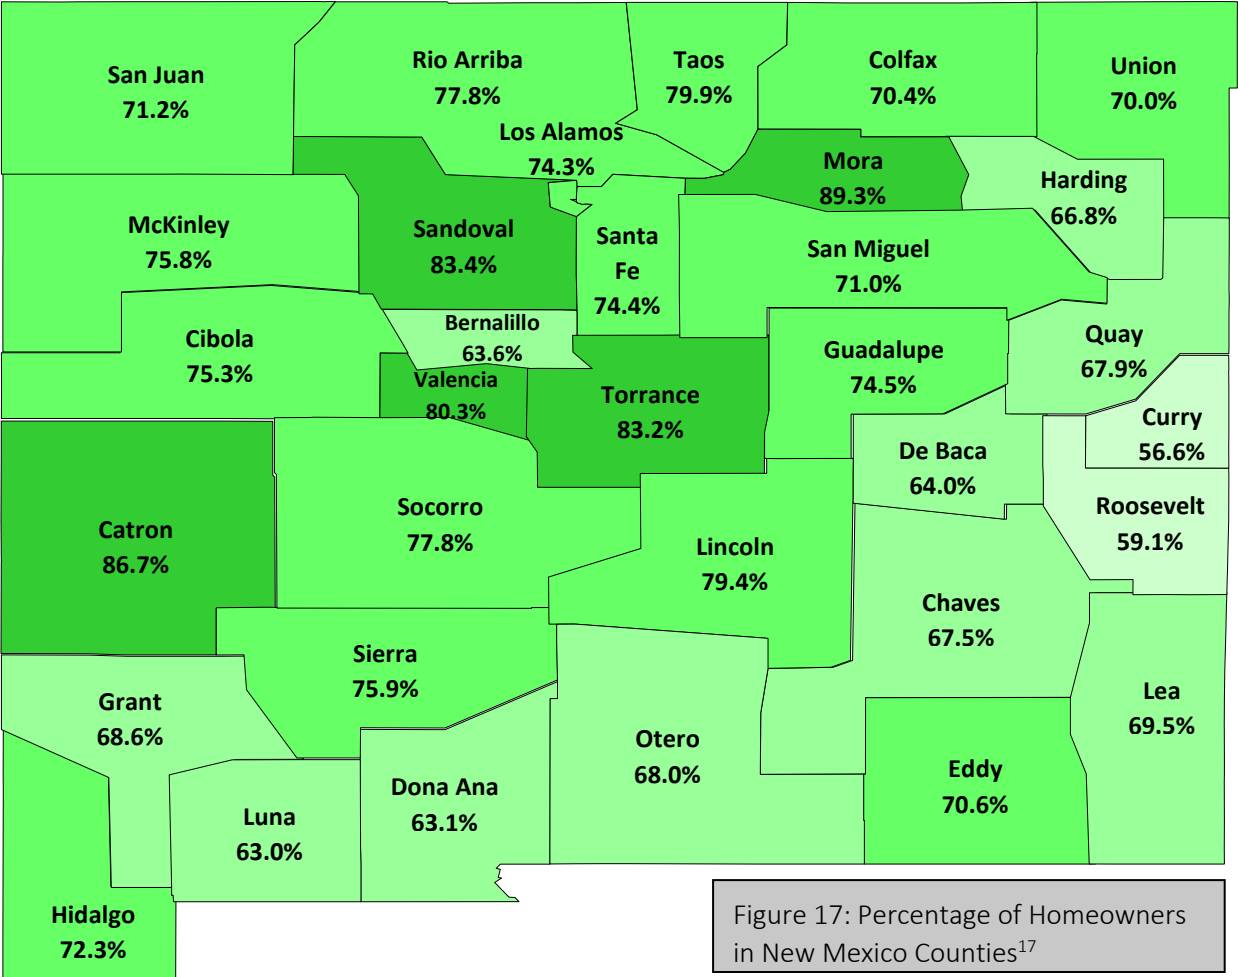 San Juan
71.2%
Rio Arriba
77.8%
Taos
79.9%
Colfax
70.4%
Union
70.0%
Los Alamos
74.3%
Mora
89.3%
Harding
66.8%
McKinley
75.8%
Sandoval
83.4%
Santa
Fe
74.4%
San Miguel
71.0%
Cibola
75.3%
Bernalillo
63.6%
Guadalupe
74.5%
Quay
67.9%
Valencia
80.3%
Torrance
83.2%
Curry
56.6%
De Baca
64.0%
Catron
86.7%
Socorro
77.8%
Lincoln
79.4%
Roosevelt
59.1%
Chaves
67.5%
Sierra
75.9%
Grant
68.6%
Lea
69.5%
Otero
68.0%
Eddy
70.6%
Dona Ana
63.1%
Luna
63.0%
Hidalgo
72.3%
Figure 17: Percentage of Homeowners
in New Mexico Counties17